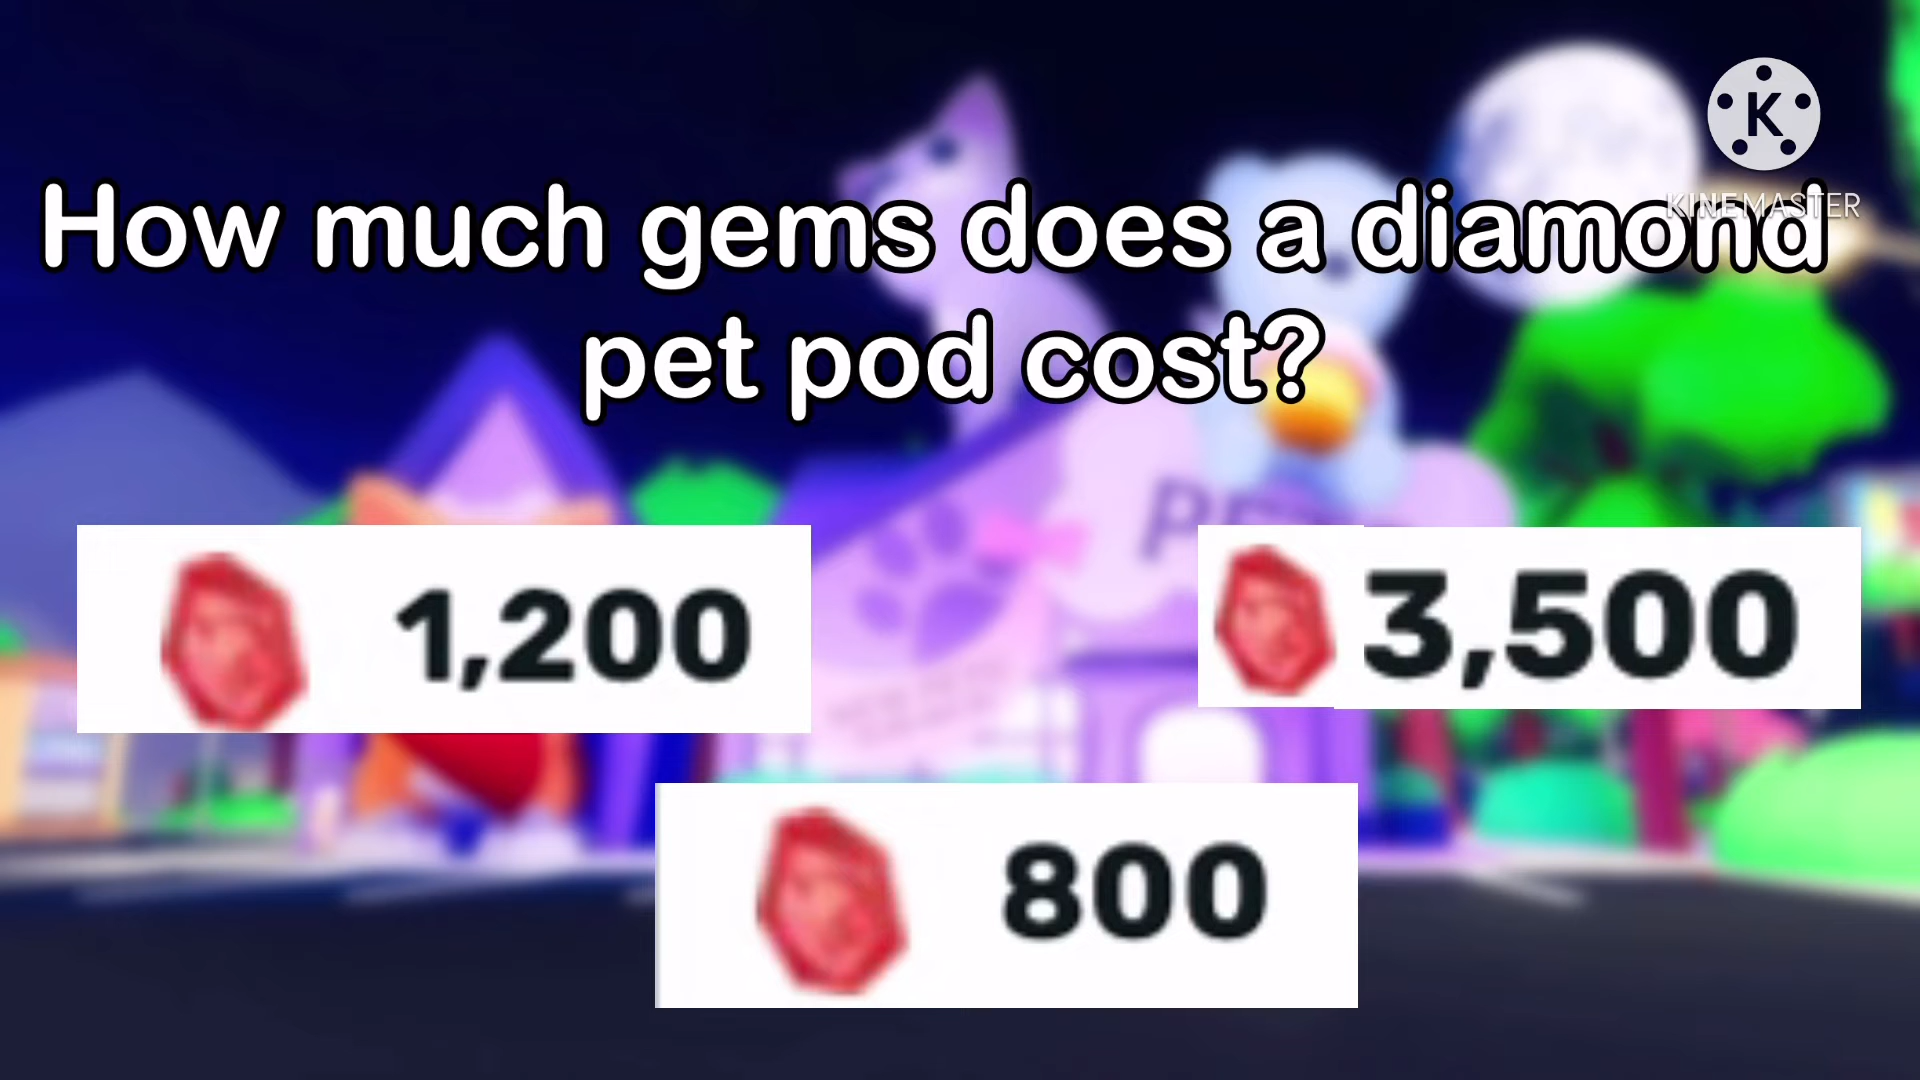 K
KINEMASTER
How much gems does a diamond
pet pod cost?
1,200
3,500
800